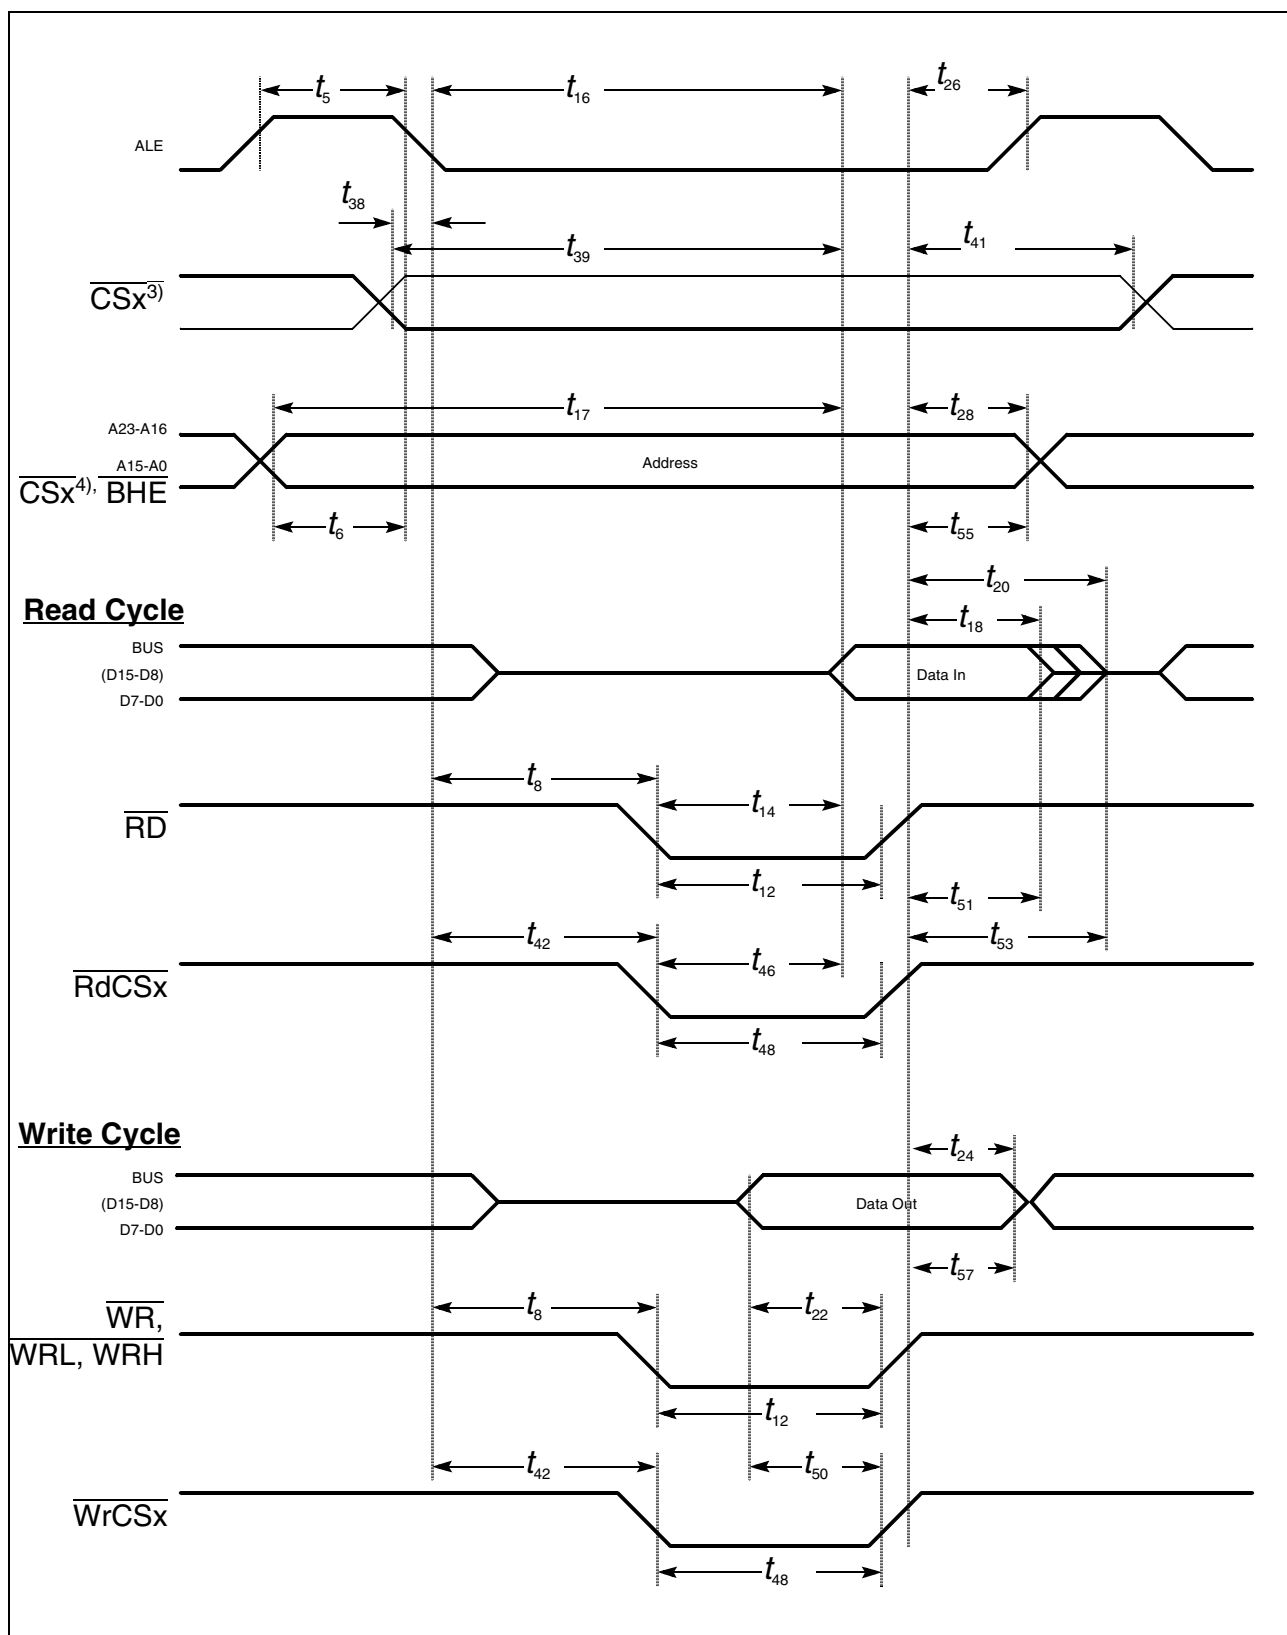 t5 t16 t26
ALE
t38
t39 t41
CSx3)
t17 t28
A23-A16
A15-A0 Address
CSx4), BHE
t6 t55
t20
Read Cycle
t18
BUS
(D15-D8) Data In
D7-D0
t8
t14
RD
t12
t51
t42 t53
t46
RdCSx
t48
Write Cycle
t24
BUS
(D15-D8) Data Out
D7-D0
t57
t8 t22
WR,
WRL, WRH
t12
t42 t50
WrCSx
t48